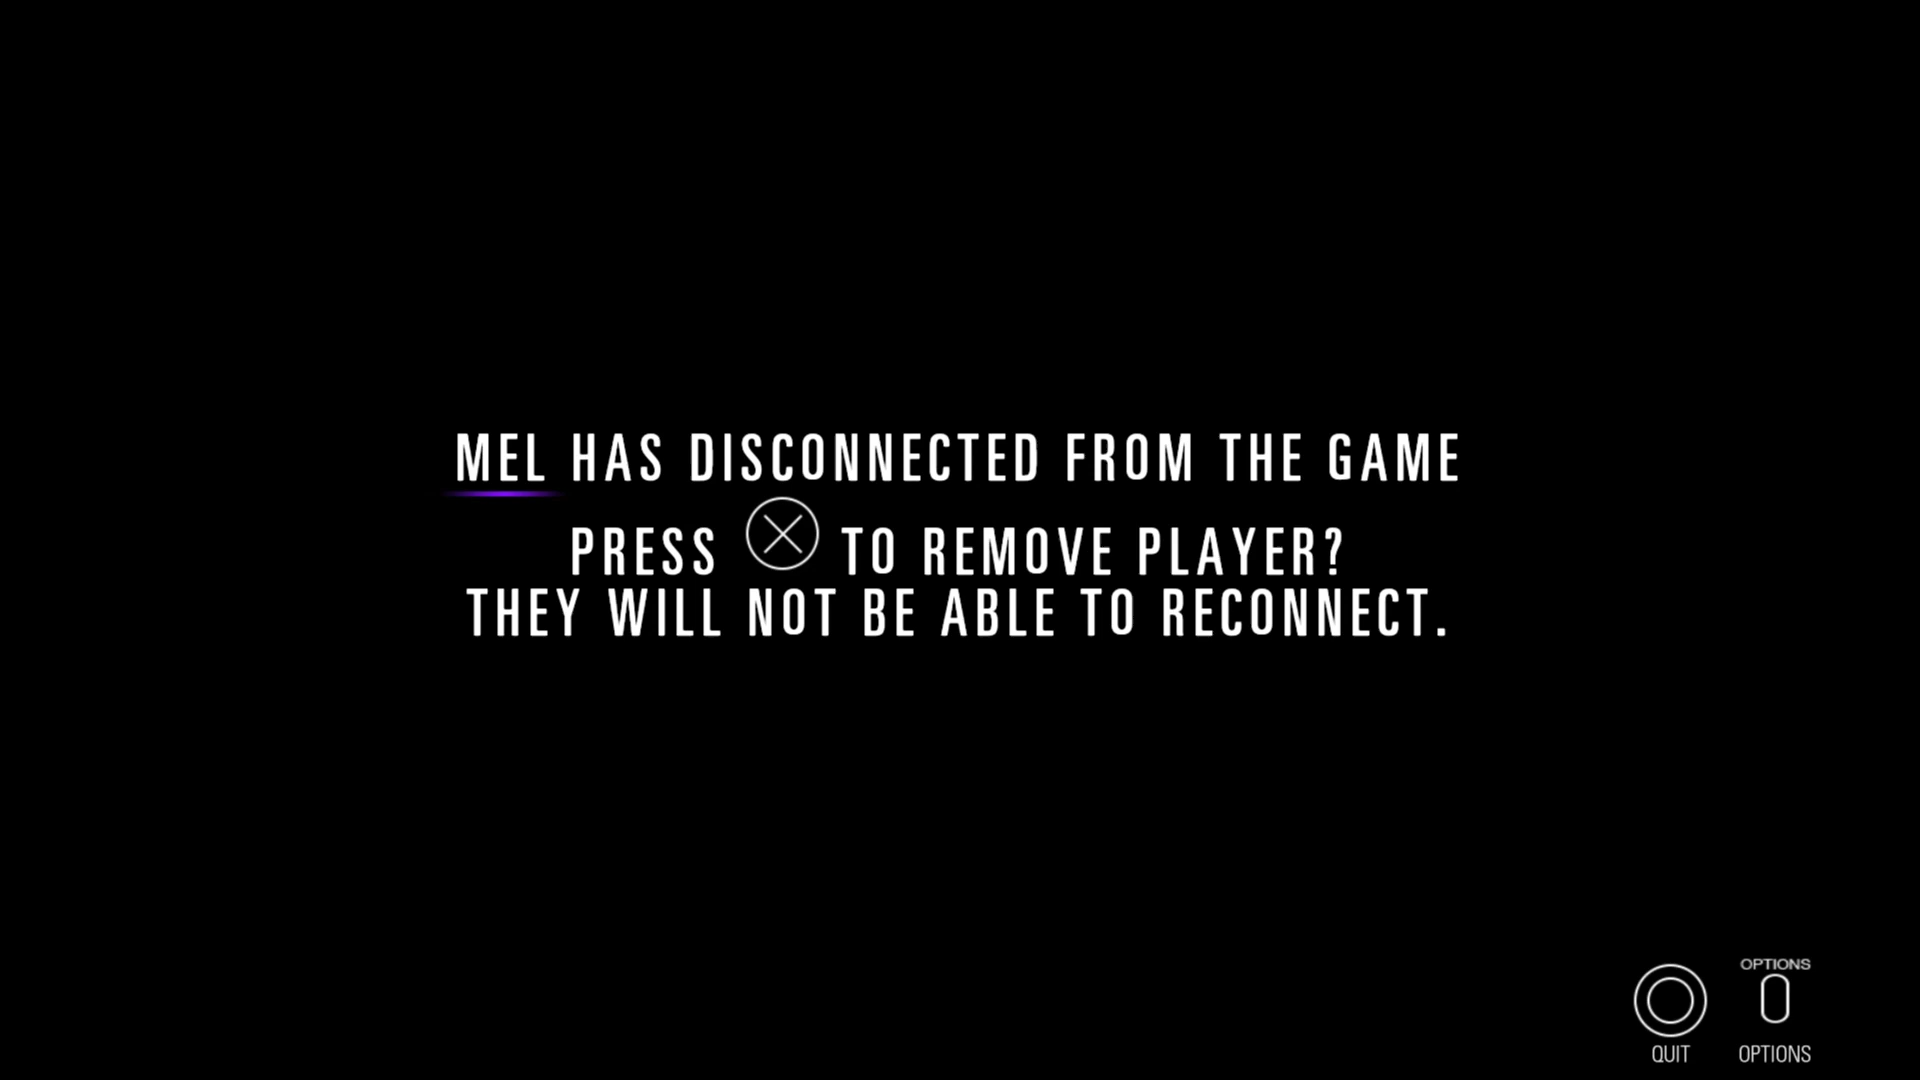 MEL HAS DISCONNECTED FROM THE GAME
PRESS TO REMOVE PLAYER?
THEY WILL NOT BE ABLE TO RECONNECT.
OPTIONS
QUIT OPTIONS